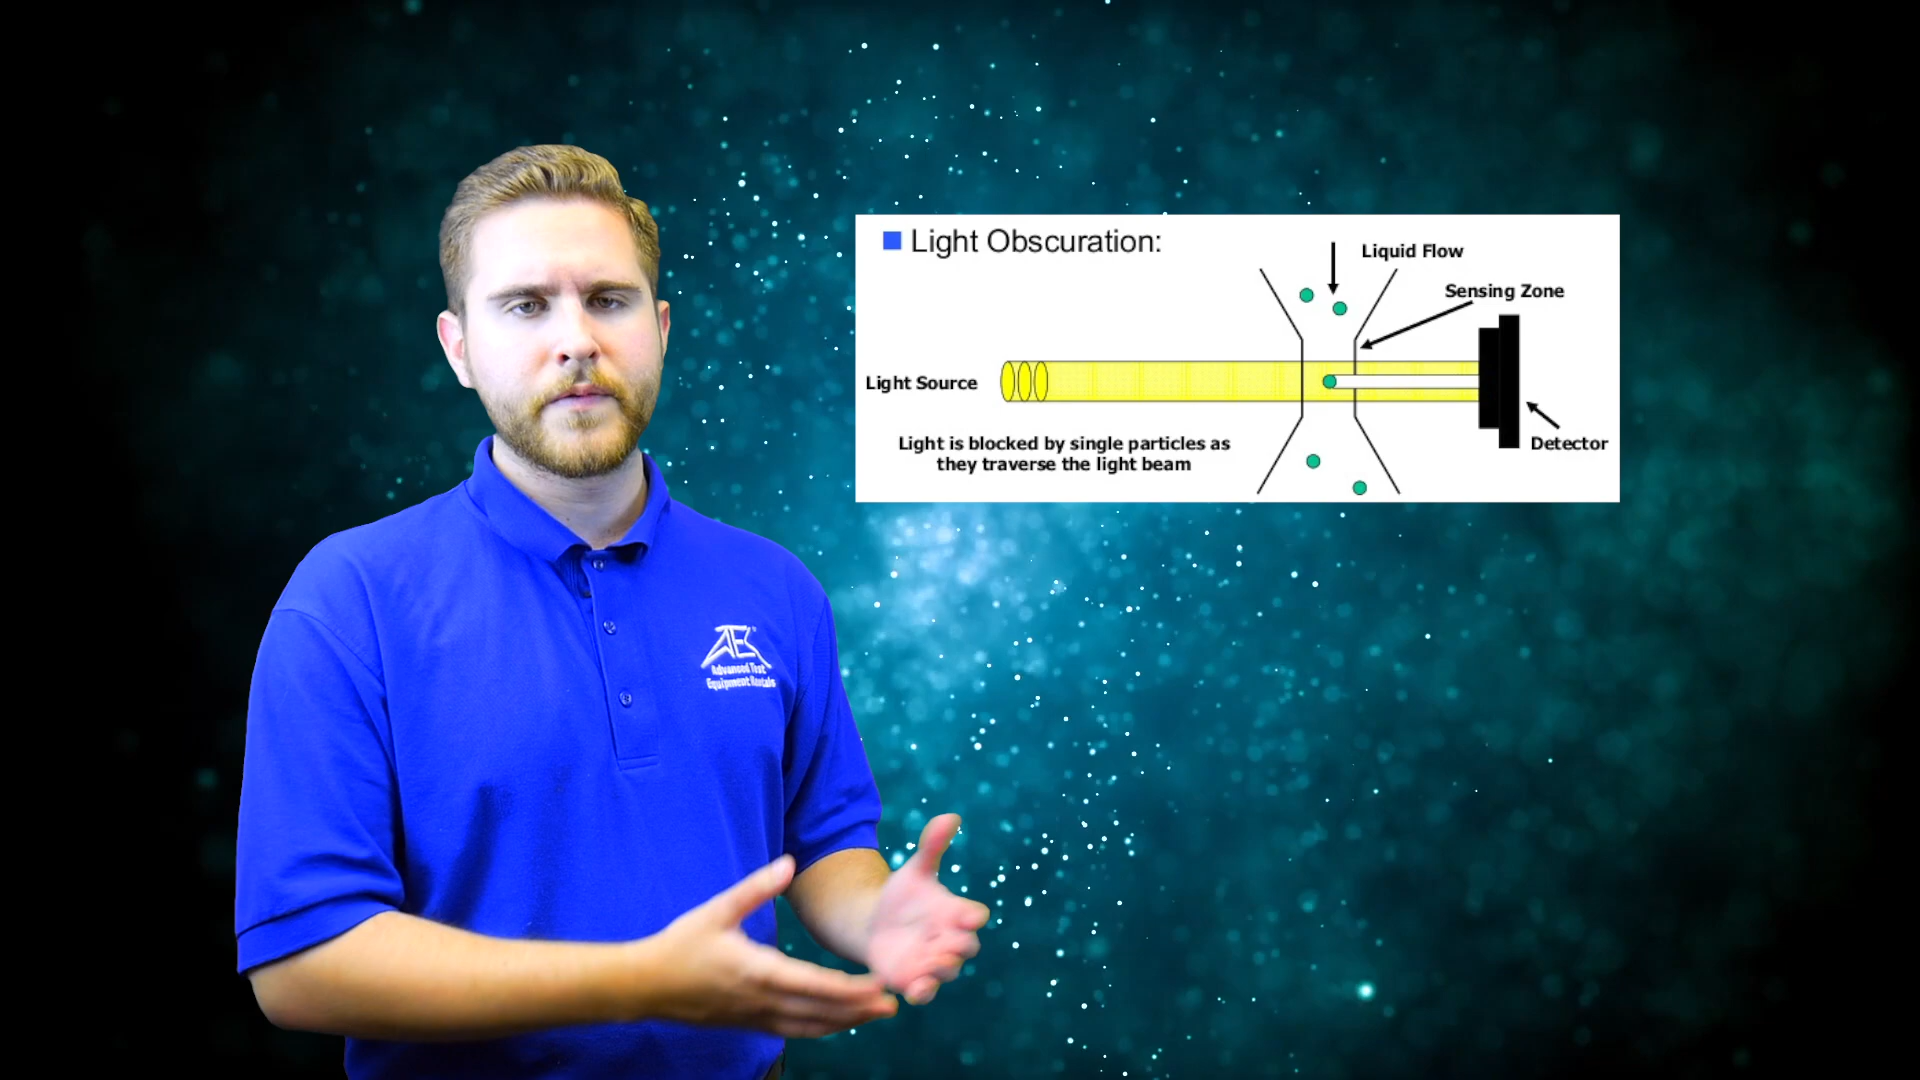 Light Obscuration:
Liquid Flow
Sensing Zone
Light Source
Light is blocked by single particles as
they traverse the light beam
Detector
AEC
Advanced Test
Equipment Rentals